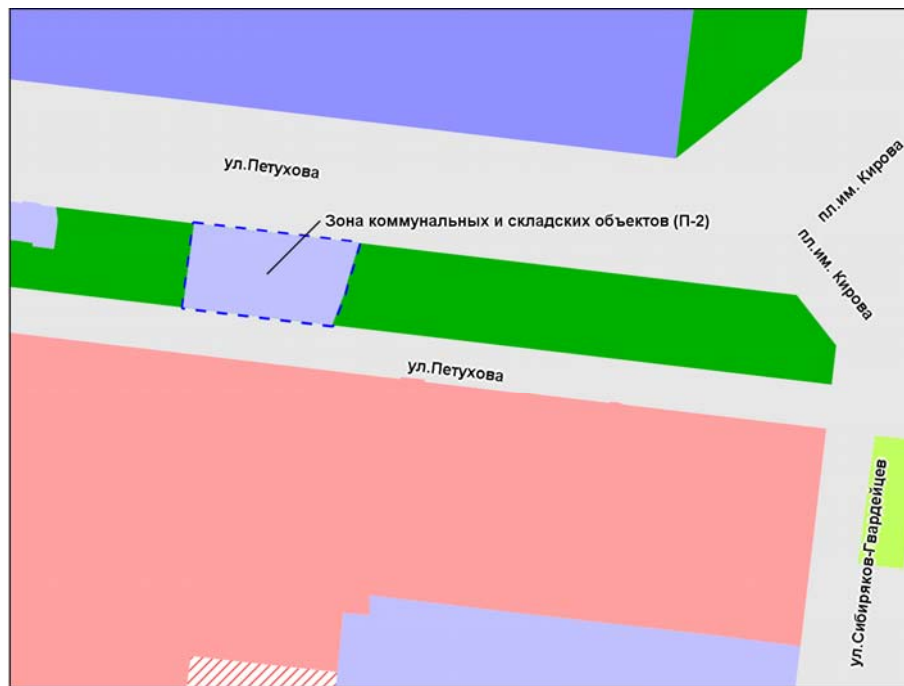 ул.Петухова
пл.им. Кирова
Зона коммунальных и складских объектов (П-2)
пл.им. Кирова
ул.Петухова
ул.Сибиряков-Гвардейцев